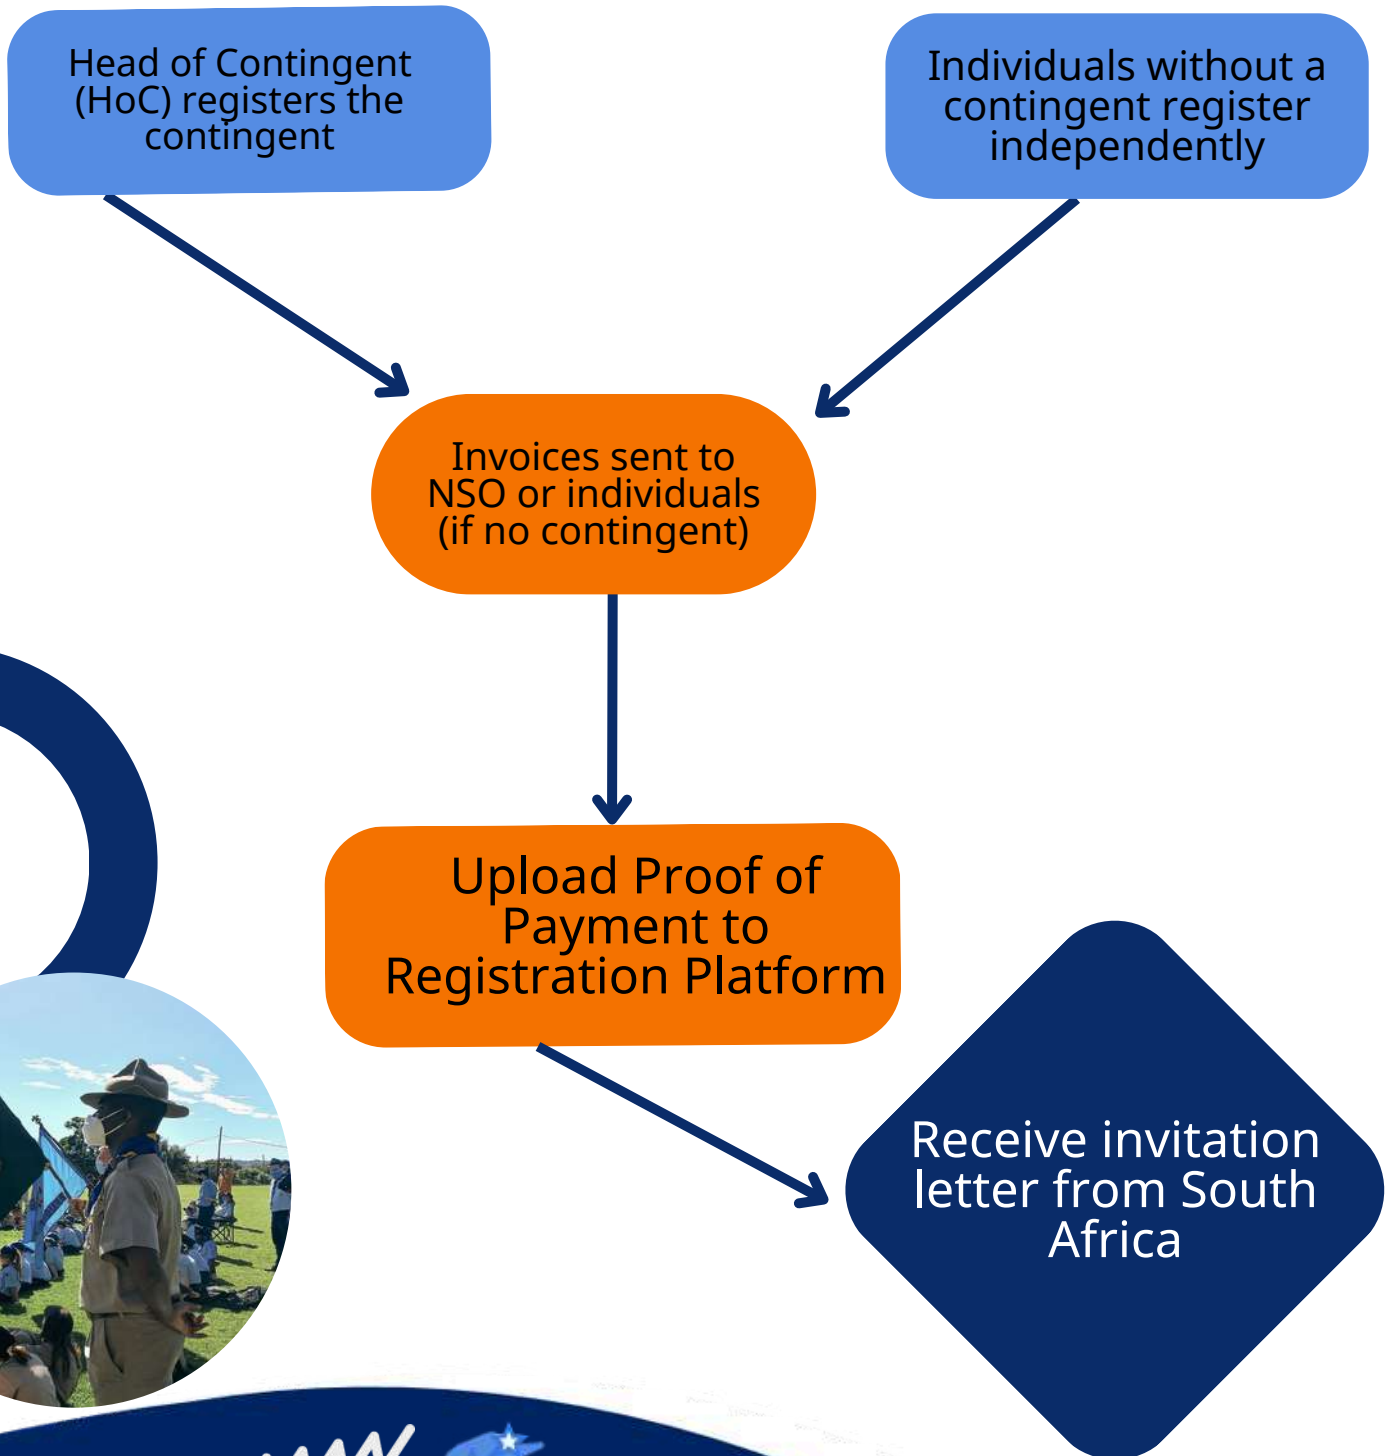 Head of Contingent
(HoC) registers the
contingent
Individuals without a
contingent register
independently
Invoices sent to
NSO or individuals
(if no contingent)
Upload Proof of
Payment to
Registration Platform
Receive invitation
letter from South
Africa